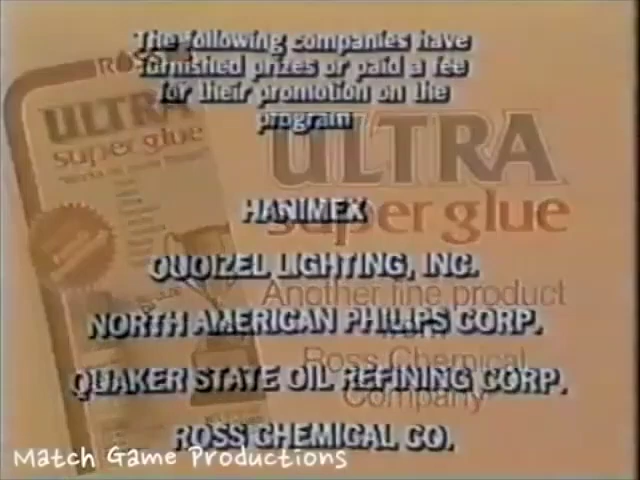 The following companies have
furnished prizes or paid a fee
for their promotion on the
program
ROSS
ULTRA
super glue
ULTRA
super glue
HANIMEX
QUOIZEL LIGHTING, INC.
Another fine product
NORTH AMERICAN PHILIPS CORP.
from
Ross Chemical
QUAKER STATE OIL REFINING CORP.
Company
ROSS CHEMICAL CO.
Match Game Productions